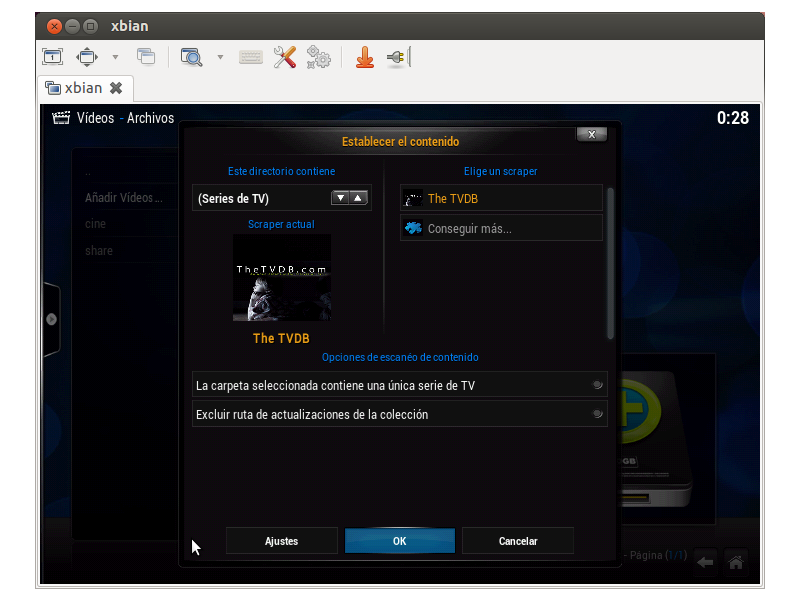 xbian
xbian
Vídeos - Archivos
0:28
Establecer el contenido
X
Este directorio contiene
Elige un scraper
(Series de TV)
The TVDB
Añadir Vídeos...
Scraper actual
Conseguir más...
cine
share
TheTVDB.com
The TVDB
Opciones de escanéo de contenido
La carpeta seleccionada contiene una única serie de TV
Excluir ruta de actualizaciones de la colección
GB
Ajustes
OK
Cancelar
- Página (1/1)